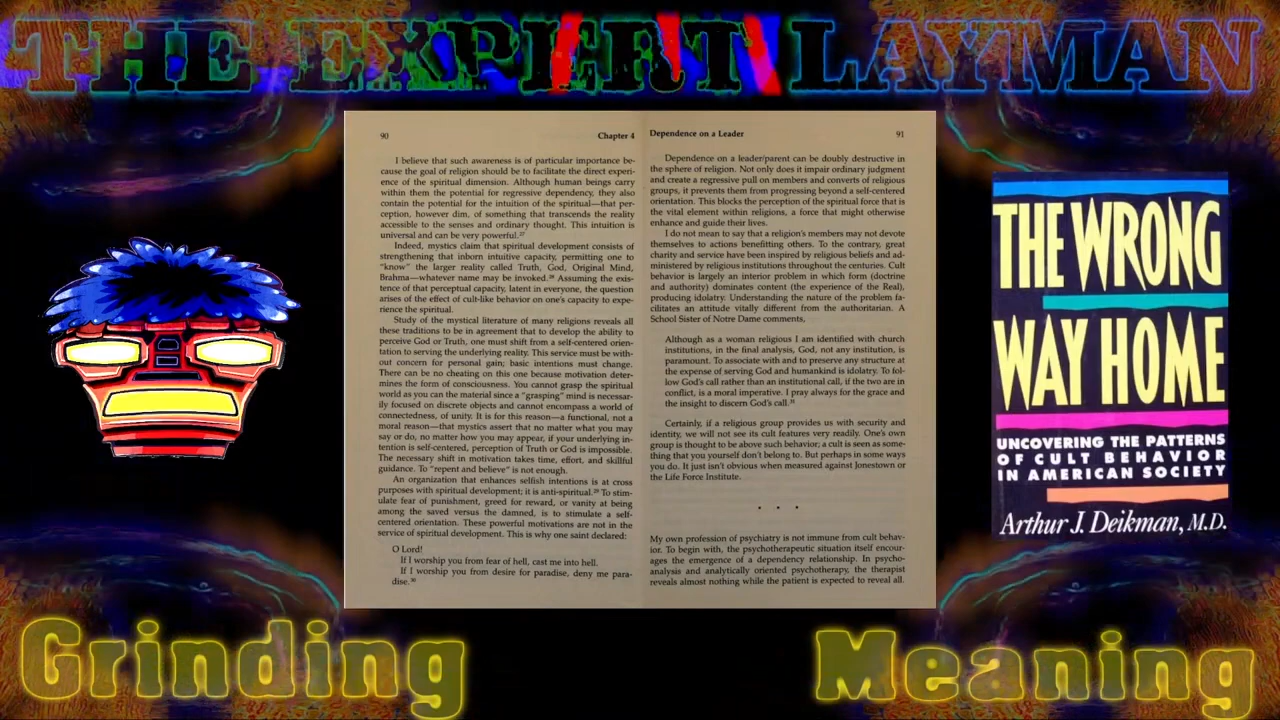 THE EXPERT LAYMAN
90
Chapter 4
I believe that such awareness is of particular importance be-
cause the goal of religion should be to facilitate the direct experi-
ence of the spiritual dimension. Although human beings carry
within them the potential for regressive dependency, they also
contain the potential for the intuition of the spiritual—that per-
ception, however dim, of something that transcends the reality
accessible to the senses and ordinary thought. This intuition is
universal and can be very powerful.27
Indeed, mystics claim that spiritual development consists of
strengthening that inborn intuitive capacity, permitting one to
“know” the larger reality called Truth, God, Original Mind,
Brahma—whatever name may be invoked.28 Assuming the exis-
tence of that perceptual capacity, latent in everyone, the question
arises of the effect of cult-like behavior on one's capacity to expe-
rience the spiritual.
Study of the mystical literature of many religions reveals all
these traditions to be in agreement that to develop the ability to
perceive God or Truth, one must shift from a self-centered orien-
tation to serving the underlying reality. This service must be with-
out concern for personal gain; basic intentions must change.
There can be no cheating on this one because motivation deter-
mines the form of consciousness. You cannot grasp the spiritual
world as you can the material since a “grasping” mind is necessar-
ily focused on discrete objects and cannot encompass a world of
connectedness, of unity. It is for this reason—a functional, not a
moral reason—that mystics assert that no matter what you may
say or do, no matter how you may appear, if your underlying in-
tention is self-centered, perception of Truth or God is impossible.
The necessary shift in motivation takes time, effort, and skillful
guidance. To “repent and believe” is not enough.
An organization that enhances selfish intentions is at cross
purposes with spiritual development; it is anti-spiritual.29 To stim-
ulate fear of punishment, greed for reward, or vanity at being
among the saved versus the damned, is to stimulate a self-
centered orientation. These powerful motivations are not in the
service of spiritual development. This is why one saint declared:
O Lord!
If I worship you from fear of hell, cast me into hell.
If I worship you from desire for paradise, deny me para-
dise.30
Dependence on a Leader
91
Dependence on a leader/parent can be doubly destructive in
the sphere of religion. Not only does it impair ordinary judgment
and create a regressive pull on members and converts of religious
groups, it prevents them from progressing beyond a self-centered
orientation. This blocks the perception of the spiritual force that is
the vital element within religions, a force that might otherwise
enhance and guide their lives.
I do not mean to say that a religion's members may not devote
themselves to actions benefitting others. To the contrary, great
charity and service have been inspired by religious beliefs and ad-
ministered by religious institutions throughout the centuries. Cult
behavior is largely an interior problem in which form (doctrine
and authority) dominates content (the experience of the Real),
producing idolatry. Understanding the nature of the problem fa-
cilitates an attitude vitally different from the authoritarian. A
School Sister of Notre Dame comments,
Although as a woman religious I am identified with church
institutions, in the final analysis, God, not any institution, is
paramount. To associate with and to preserve any structure at
the expense of serving God and humankind is idolatry. To fol-
low God's call rather than an institutional call, if the two are in
conflict, is a moral imperative. I pray always for the grace and
the insight to discern God's call.31
Certainly, if a religious group provides us with security and
identity, we will not see its cult features very readily. One's own
group is thought to be above such behavior; a cult is seen as some-
thing that you yourself don't belong to. But perhaps in some ways
you do. It just isn't obvious when measured against Jonestown or
the Life Force Institute.
. . .
My own profession of psychiatry is not immune from cult behav-
ior. To begin with, the psychotherapeutic situation itself encour-
ages the emergence of a dependency relationship. In psycho-
analysis and analytically oriented psychotherapy, the therapist
reveals almost nothing while the patient is expected to reveal all.
THE WRONG
WAY HOME
UNCOVERING THE PATTERNS
OF CULT BEHAVIOR
IN AMERICAN SOCIETY
Arthur J. Deikman, M.D.
Grinding
Meaning